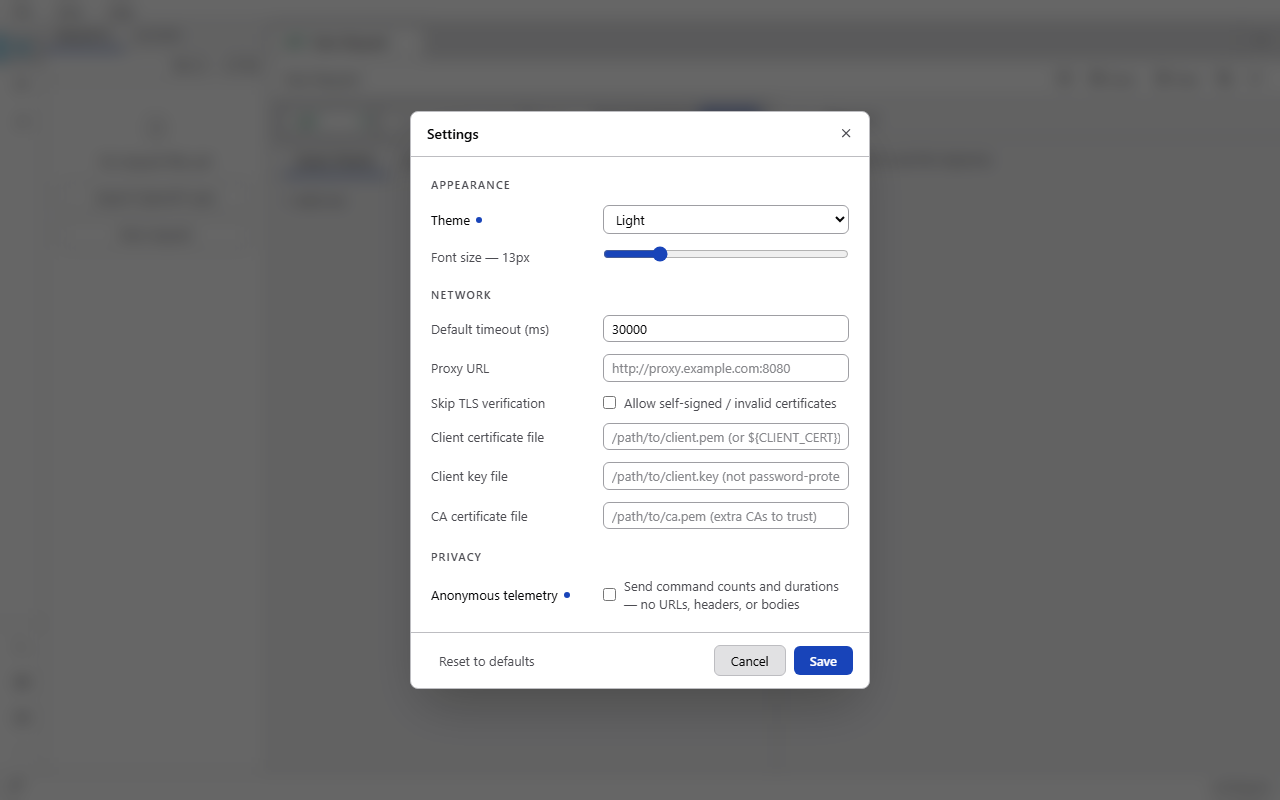 Settings
×
APPEARANCE
Theme
Light
Font size — 13px
NETWORK
Default timeout (ms)
30000
Proxy URL
http://proxy.example.com:8080
Skip TLS verification
Allow self-signed / invalid certificates
Client certificate file
/path/to/client.pem (or ${CLIENT_CERT})
Client key file
/path/to/client.key (not password-prote
CA certificate file
/path/to/ca.pem (extra CAs to trust)
PRIVACY
Anonymous telemetry
Send command counts and durations
— no URLs, headers, or bodies
Reset to defaults
Cancel
Save